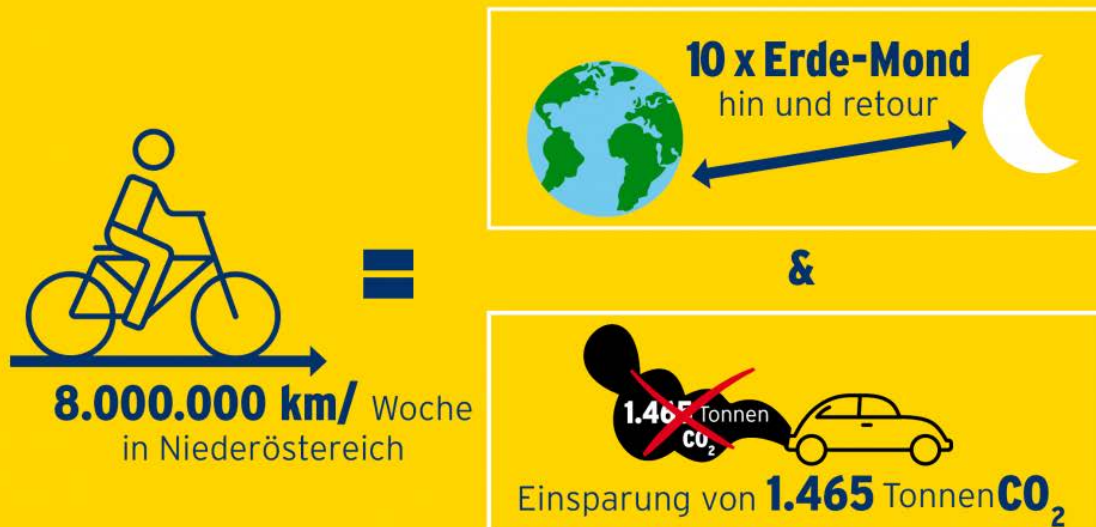 8.000.000 km/ Woche
in Niederöstereich
=
10 x Erde-Mond
hin und retour
&
1.465 Tonnen
CO₂
Einsparung von 1.465 Tonnen CO₂